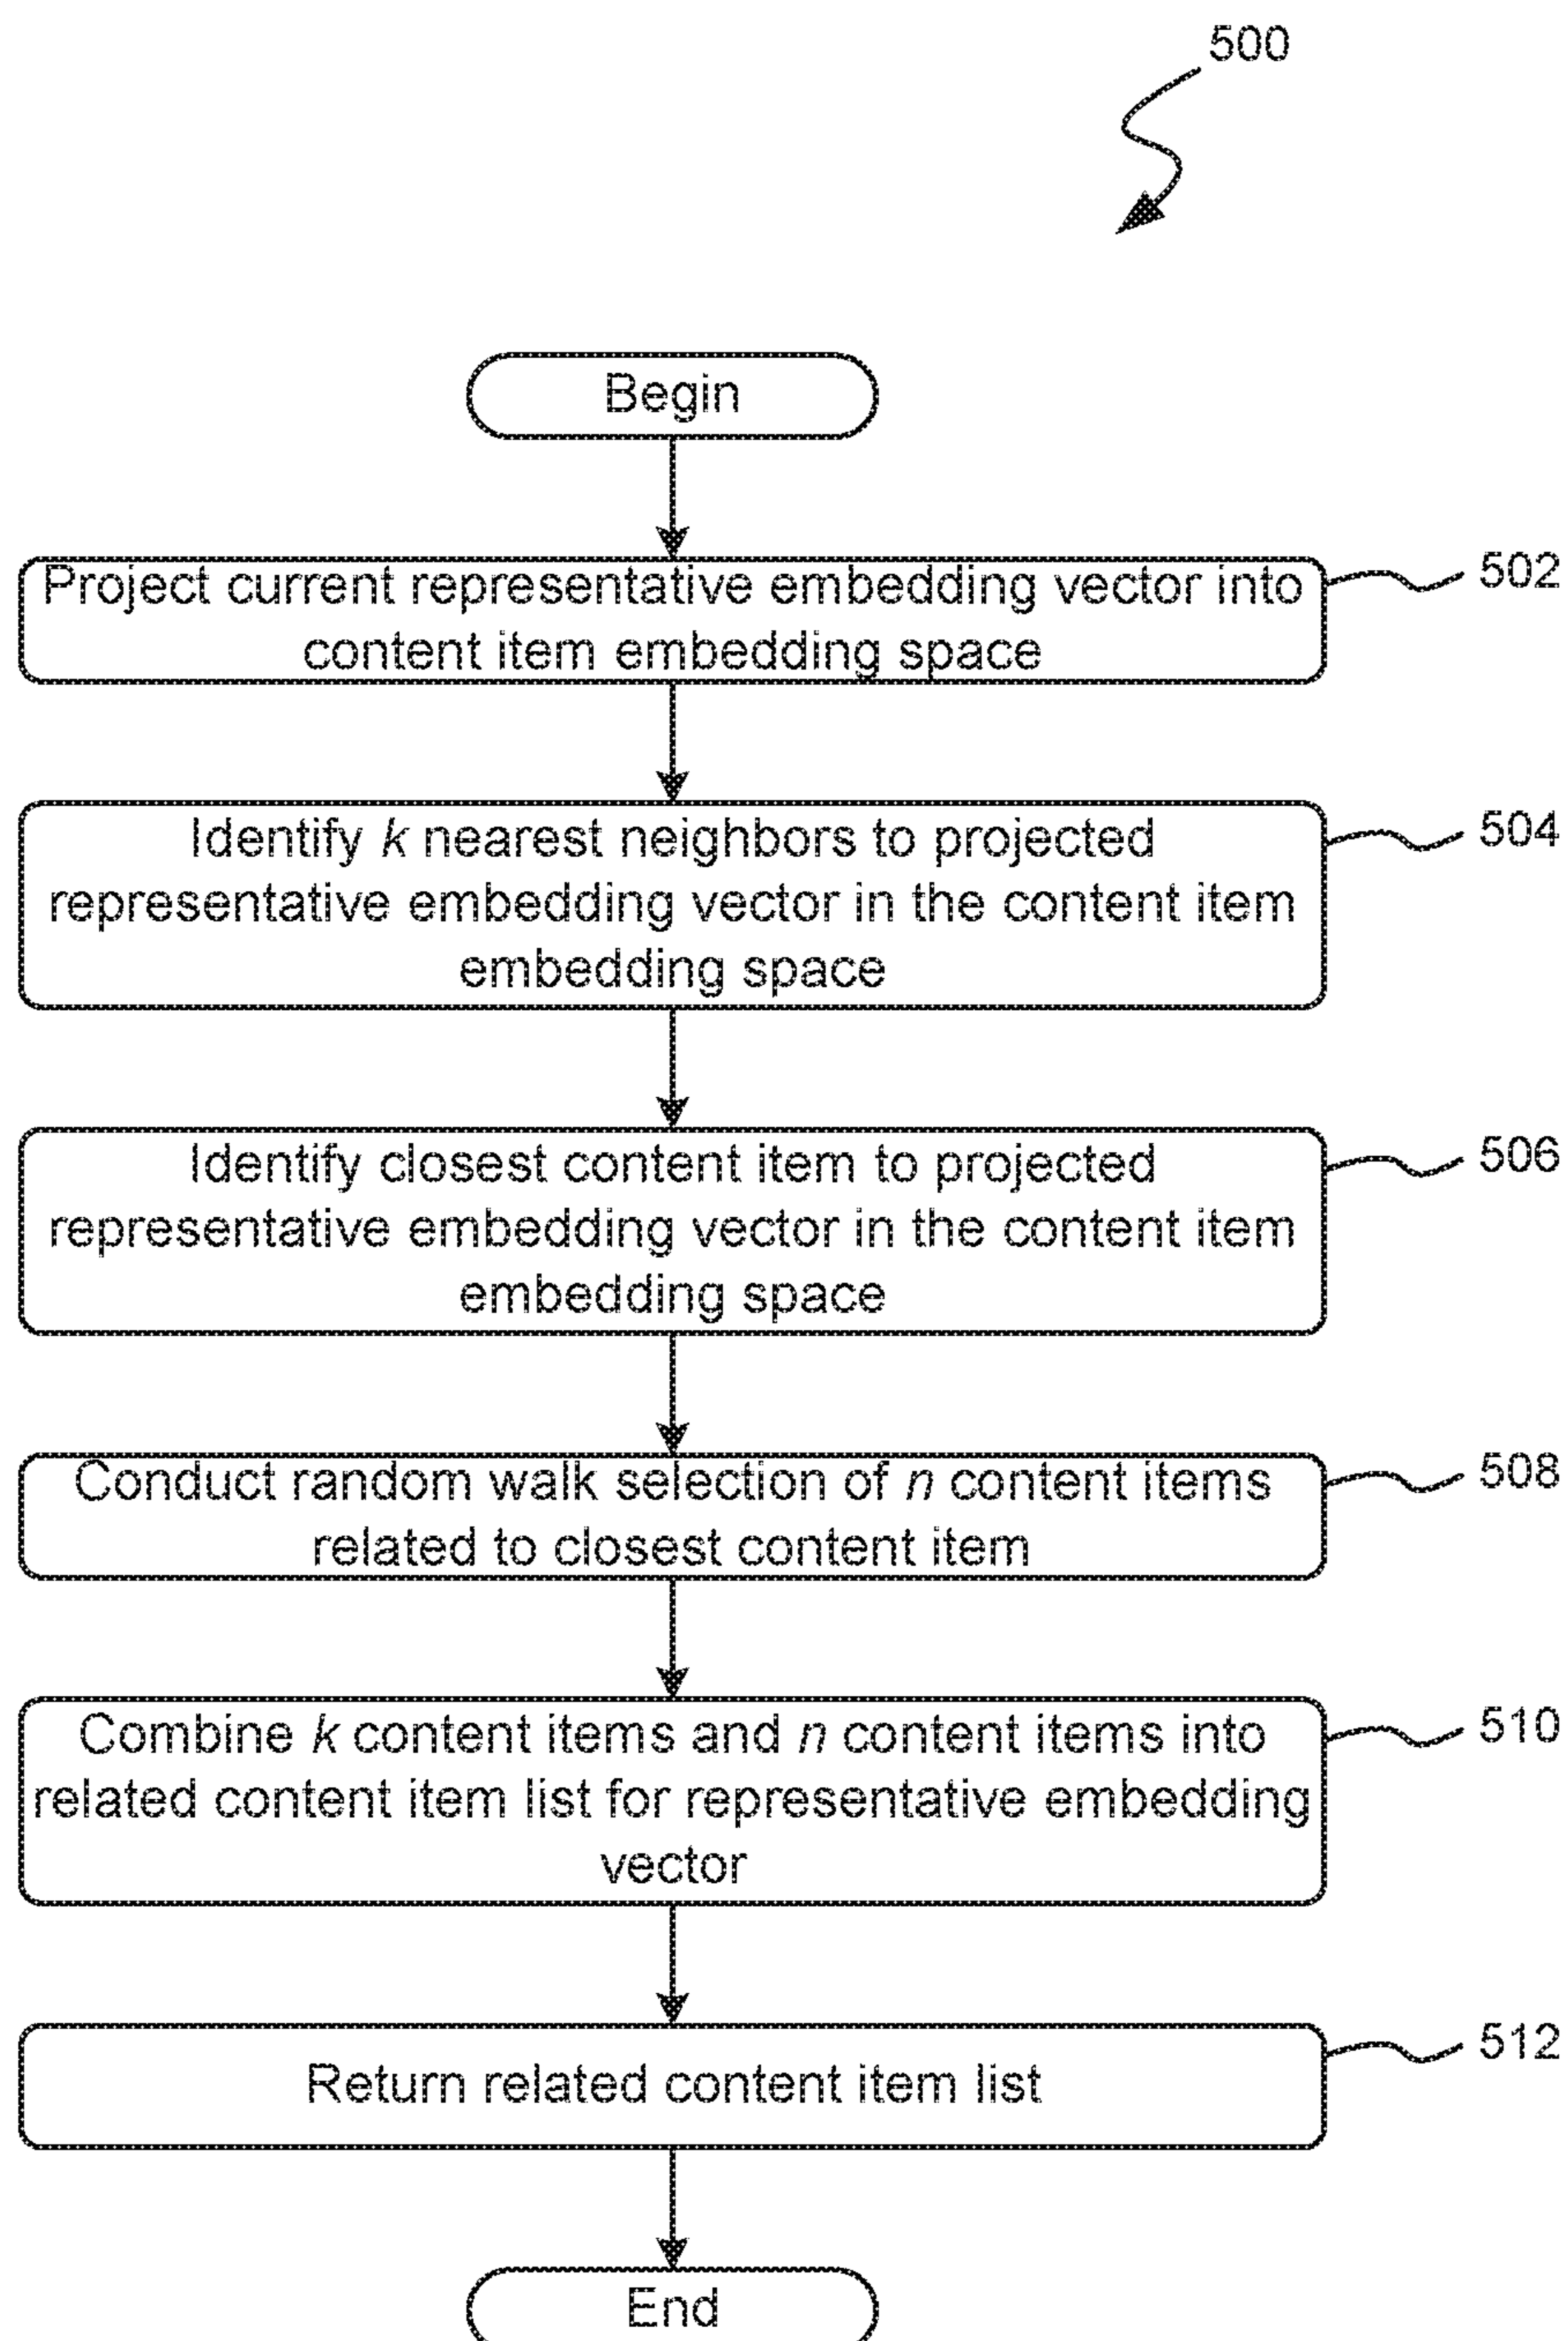 500
Begin
Project current representative embedding vector into
content item embedding space
502
Identify k nearest neighbors to projected
representative embedding vector in the content item
embedding space
504
Identify closest content item to projected
representative embedding vector in the content item
embedding space
506
Conduct random walk selection of n content items
related to closest content item
508
Combine k content items and n content items into
related content item list for representative embedding
vector
510
Return related content item list
512
End